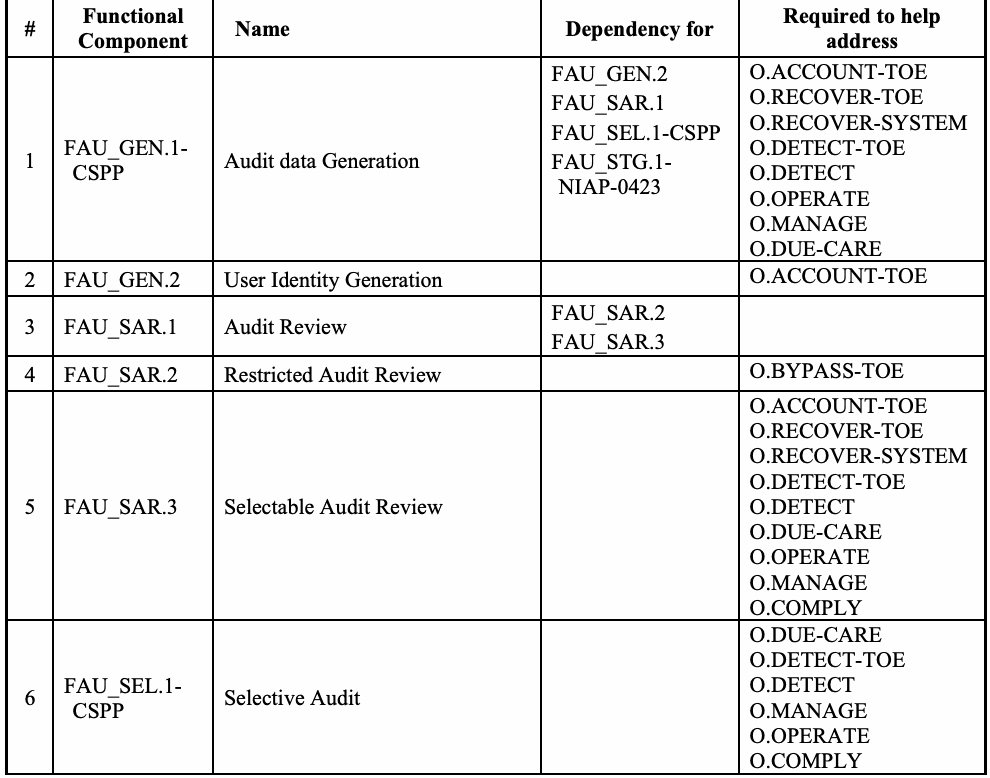 # Functional Component Name Dependency for Required to help address
1 FAU_GEN.1-CSPP Audit data Generation FAU_GEN.2 FAU_SAR.1 FAU_SEL.1-CSPP FAU_STG.1-NIAP-0423 O.ACCOUNT-TOE O.RECOVER-TOE O.RECOVER-SYSTEM O.DETECT-TOE O.DETECT O.OPERATE O.MANAGE O.DUE-CARE
2 FAU_GEN.2 User Identity Generation O.ACCOUNT-TOE
3 FAU_SAR.1 Audit Review FAU_SAR.2 FAU_SAR.3
4 FAU_SAR.2 Restricted Audit Review O.BYPASS-TOE
5 FAU_SAR.3 Selectable Audit Review O.ACCOUNT-TOE O.RECOVER-TOE O.RECOVER-SYSTEM O.DETECT-TOE O.DETECT O.DUE-CARE O.OPERATE O.MANAGE O.COMPLY
6 FAU_SEL.1-CSPP Selective Audit O.DUE-CARE O.DETECT-TOE O.DETECT O.MANAGE O.OPERATE O.COMPLY